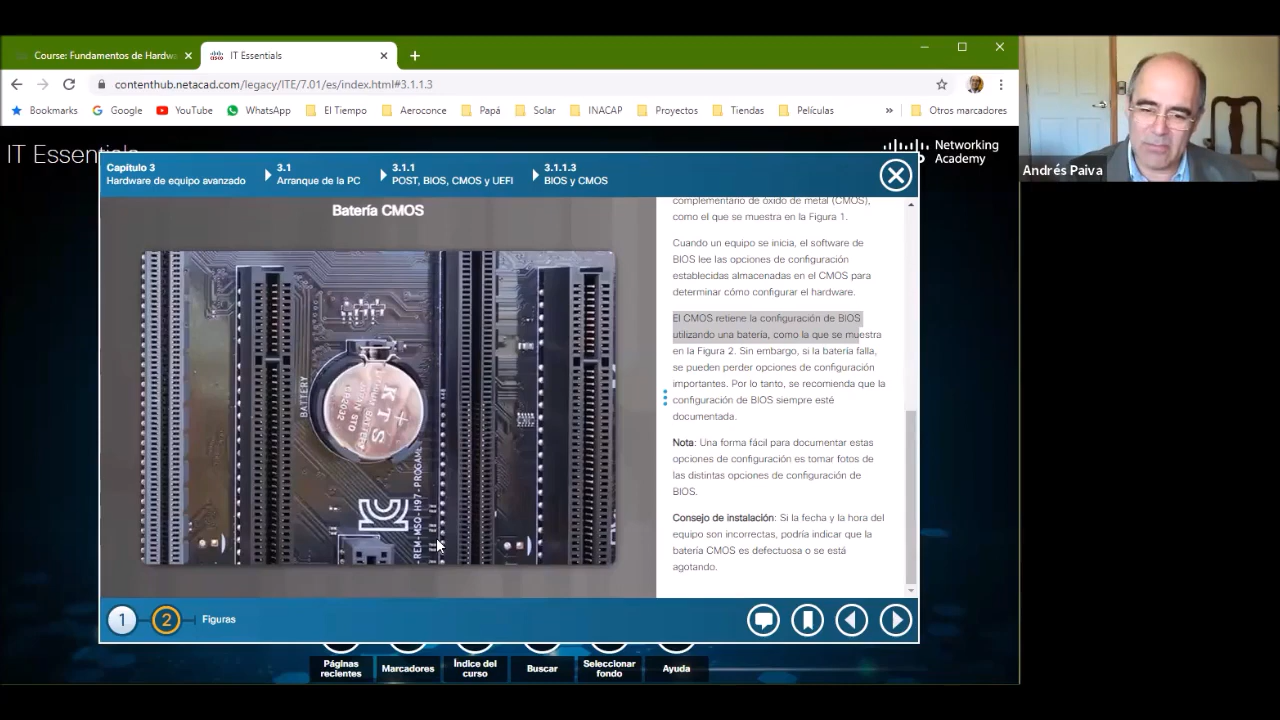 Course: Fundamentos de Hardwa
IT Essentials
contenthub.netacad.com/legacy/ITE/7.01/es/index.html#3.1.1.3
Bookmarks
Google
YouTube
WhatsApp
El Tiempo
Aeroconce
Papá
Solar
INACAP
Proyectos
Tiendas
Películas
»
Otros marcadores
IT Essent
Networking
Academy
Andrés Paiva
Capítulo 3
Hardware de equipo avanzado
3.1
Arranque de la PC
3.1.1
POST, BIOS, CMOS y UEFI
3.1.1.3
BIOS y CMOS
Batería CMOS
BATTERY
KTS
complementario de óxido de metal (CMOS),
como el que se muestra en la Figura 1.
Cuando un equipo se inicia, el software de
BIOS lee las opciones de configuración
establecidas almacenadas en el CMOS para
determinar cómo configurar el hardware.
El CMOS retiene la configuración de BIOS
utilizando una batería, como la que se muestra
en la Figura 2. Sin embargo, si la batería falla,
se pueden perder opciones de configuración
importantes. Por lo tanto, se recomienda que la
configuración de BIOS siempre esté
documentada.
Nota: Una forma fácil para documentar estas
opciones de configuración es tomar fotos de
las distintas opciones de configuración de
BIOS.
Consejo de instalación: Si la fecha y la hora del
equipo son incorrectas, podría indicar que la
batería CMOS es defectuosa o se está
agotando.
1
2
Figuras
Páginas
recientes
Marcadores
Índice del
curso
Buscar
Seleccionar
fondo
Ayuda